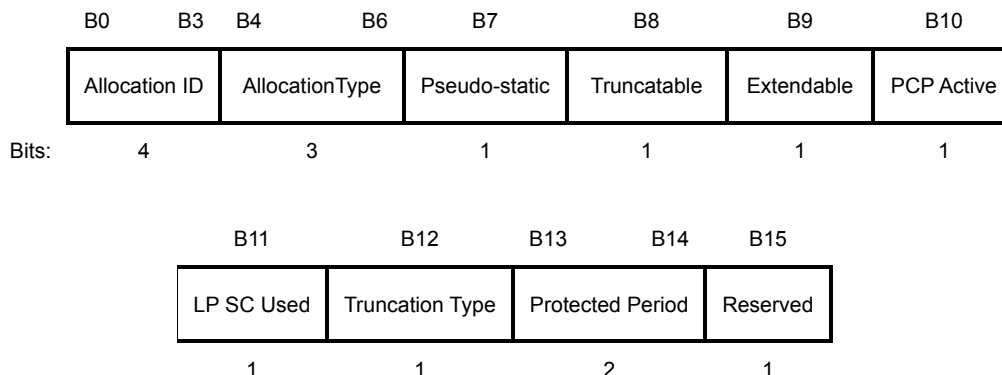 B0 B3 B4 B6 B7 B8 B9 B10
Allocation ID AllocationType Pseudo-static Truncatable Extendable PCP Active
Bits: 4 3 1 1 1 1
B11 B12 B13 B14 B15
LP SC Used Truncation Type Protected Period Reserved
1 1 2 1